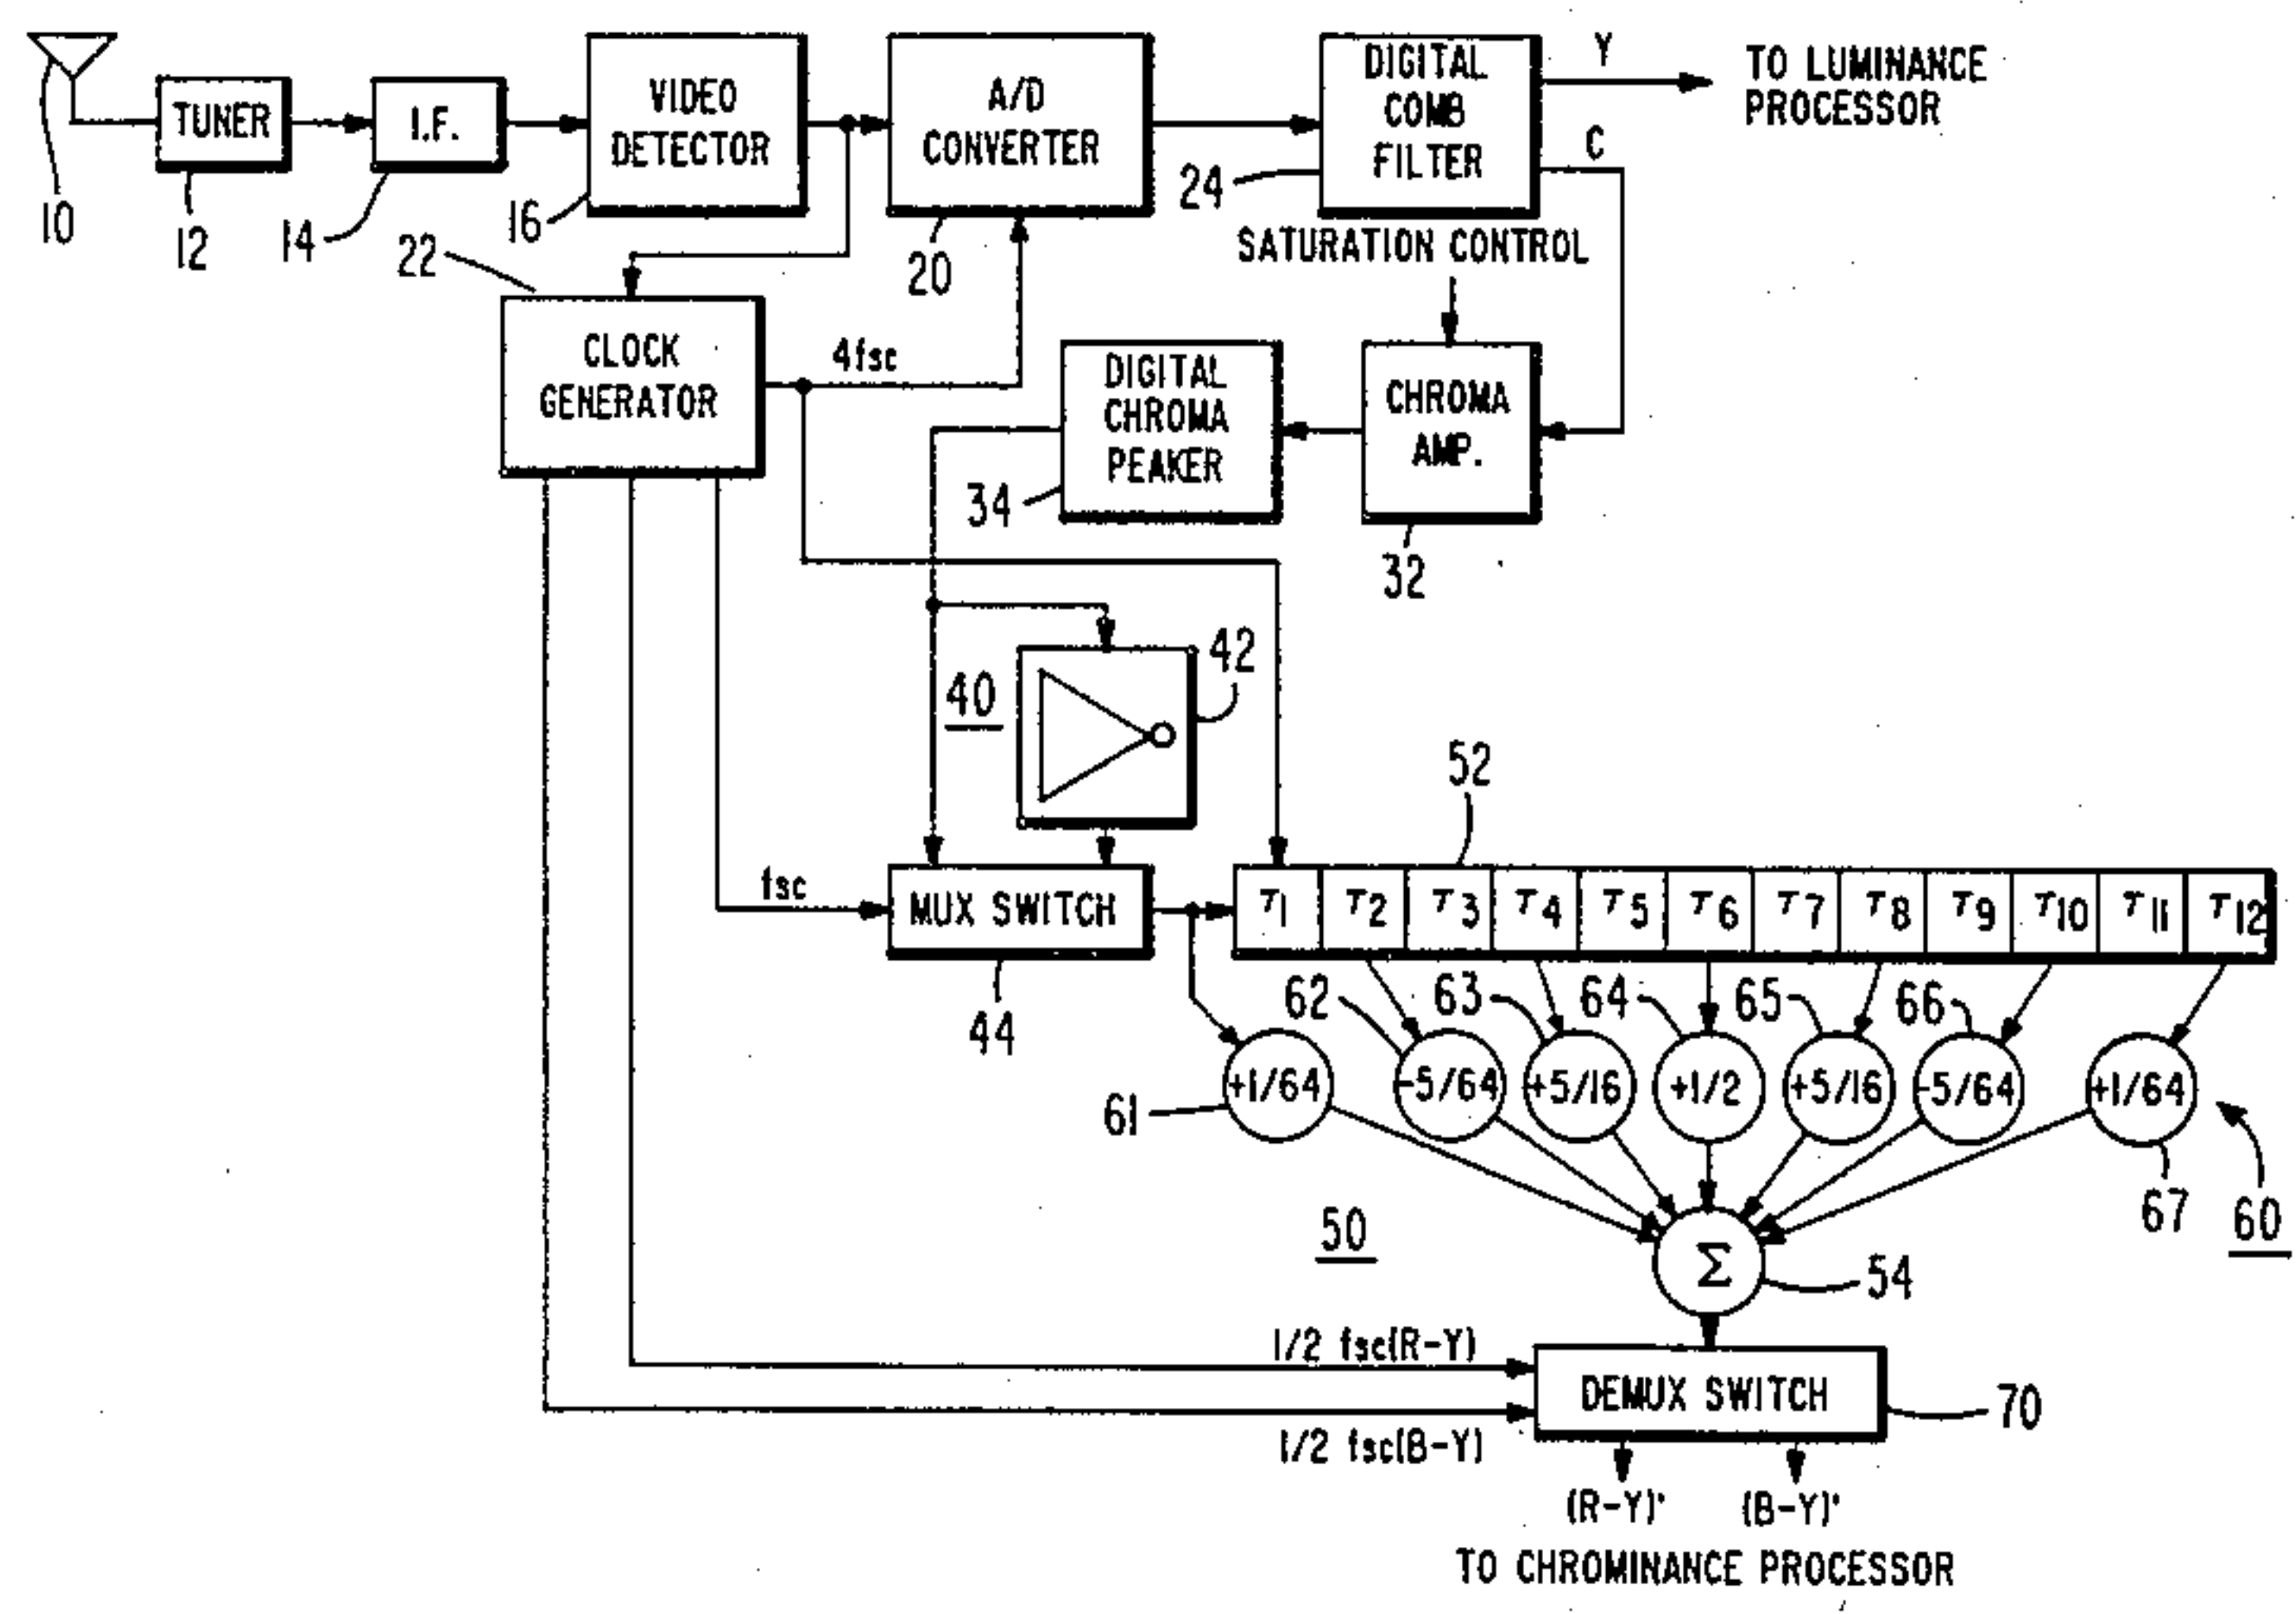 TUNER
I.F.
VIDEO
DETECTOR
A/D
CONVERTER
DIGITAL
COMB
FILTER
Y
TO LUMINANCE
PROCESSOR
C
10
12
14
16
20
24
22
SATURATION CONTROL
CLOCK
GENERATOR
4fsc
DIGITAL
CHROMA
PEAKER
CHROMA
AMP.
34
32
42
40
52
fsc
MUX SWITCH
τ1 τ2 τ3 τ4 τ5 τ6 τ7 τ8 τ9 τ10 τ11 τ12
44
62
63
64
65
66
+1/64
-5/64
+5/16
+1/2
+5/16
-5/64
+1/64
61
67
60
50
Σ
54
1/2 fsc(R-Y)
DEMUX SWITCH
70
1/2 fsc(B-Y)
(R-Y)'
(B-Y)'
TO CHROMINANCE PROCESSOR